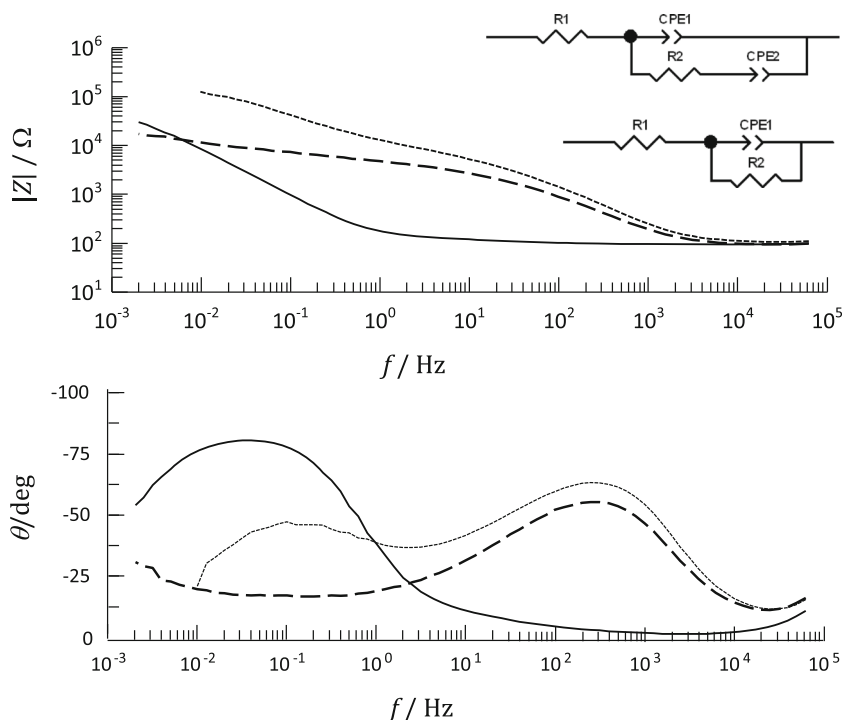 R1 CPE1
R2 CPE2
R1 CPE1
R2
|Z| / Ω
10⁶
10⁵
10⁴
10³
10²
10¹
10⁻³ 10⁻² 10⁻¹ 10⁰ 10¹ 10² 10³ 10⁴ 10⁵
f / Hz
θ/deg
-100
-75
-50
-25
0
10⁻³ 10⁻² 10⁻¹ 10⁰ 10¹ 10² 10³ 10⁴ 10⁵
f / Hz